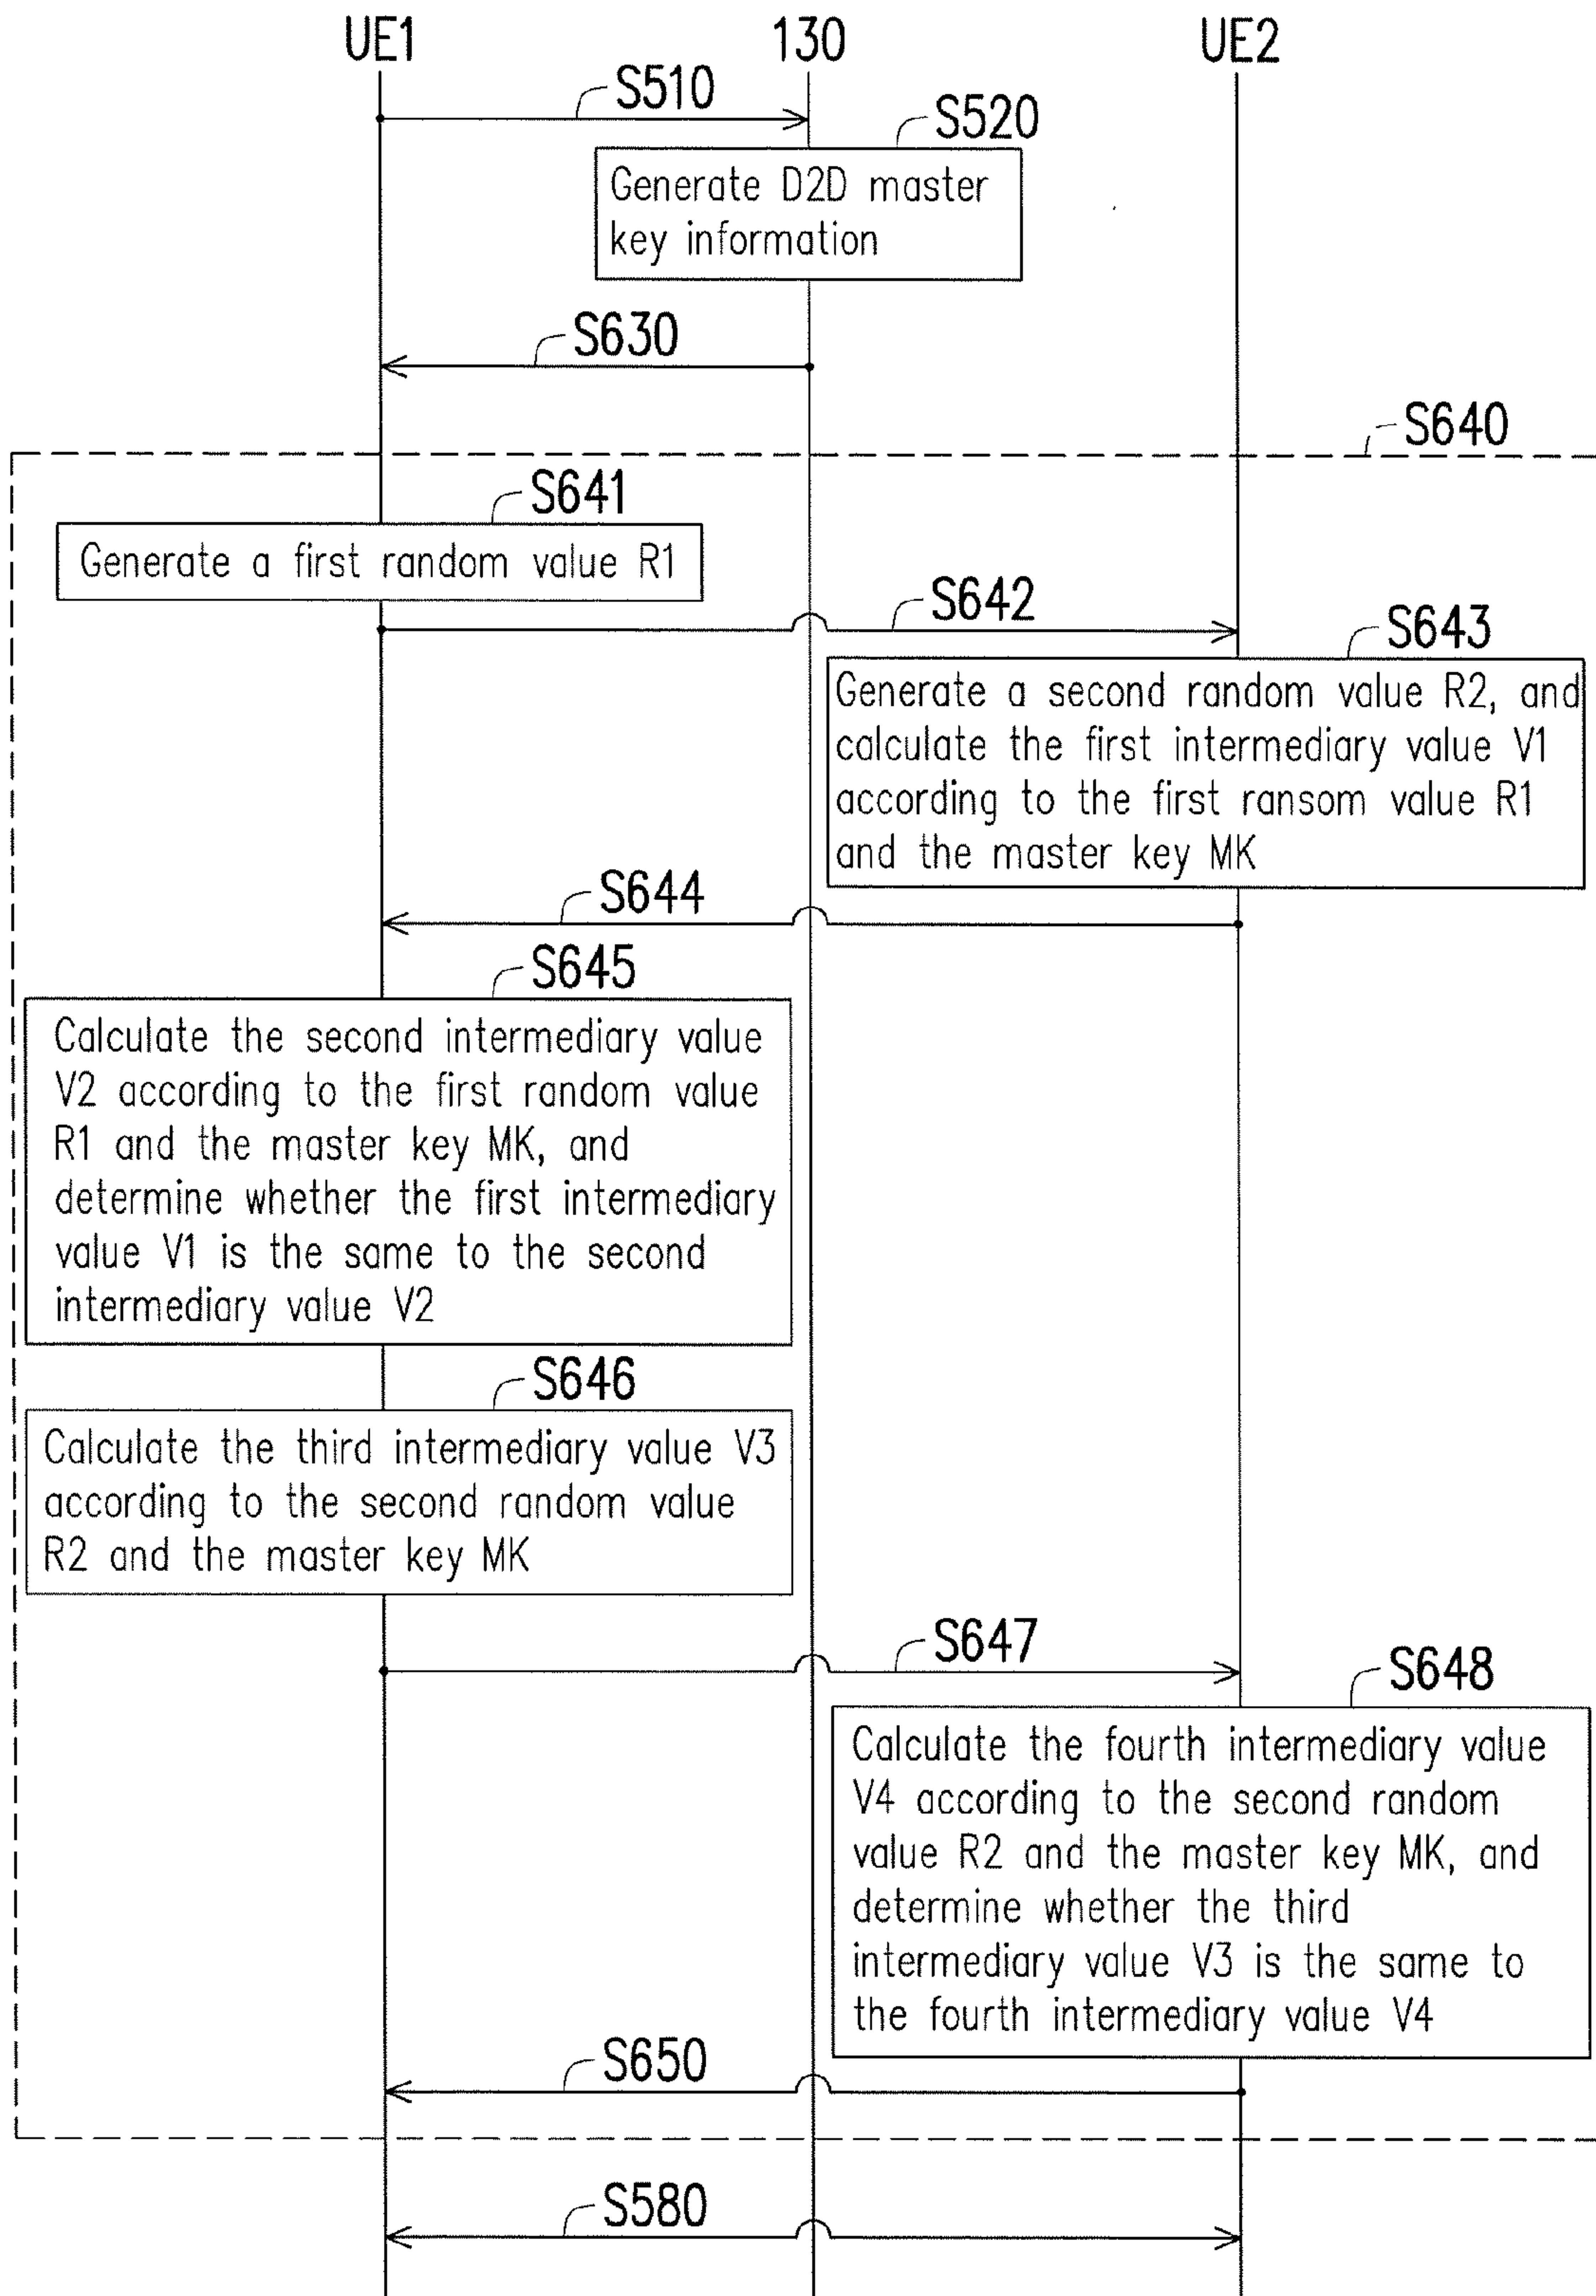 UE1 130 UE2
S510
S520
Generate D2D master
key information
S630
S640
S641
Generate a first random value R1
S642
S643
Generate a second random value R2, and
calculate the first intermediary value V1
according to the first ransom value R1
and the master key MK
S644
S645
Calculate the second intermediary value
V2 according to the first random value
R1 and the master key MK, and
determine whether the first intermediary
value V1 is the same to the second
intermediary value V2
S646
Calculate the third intermediary value V3
according to the second random value
R2 and the master key MK
S647
S648
Calculate the fourth intermediary value
V4 according to the second random
value R2 and the master key MK, and
determine whether the third
intermediary value V3 is the same to
the fourth intermediary value V4
S650
S580